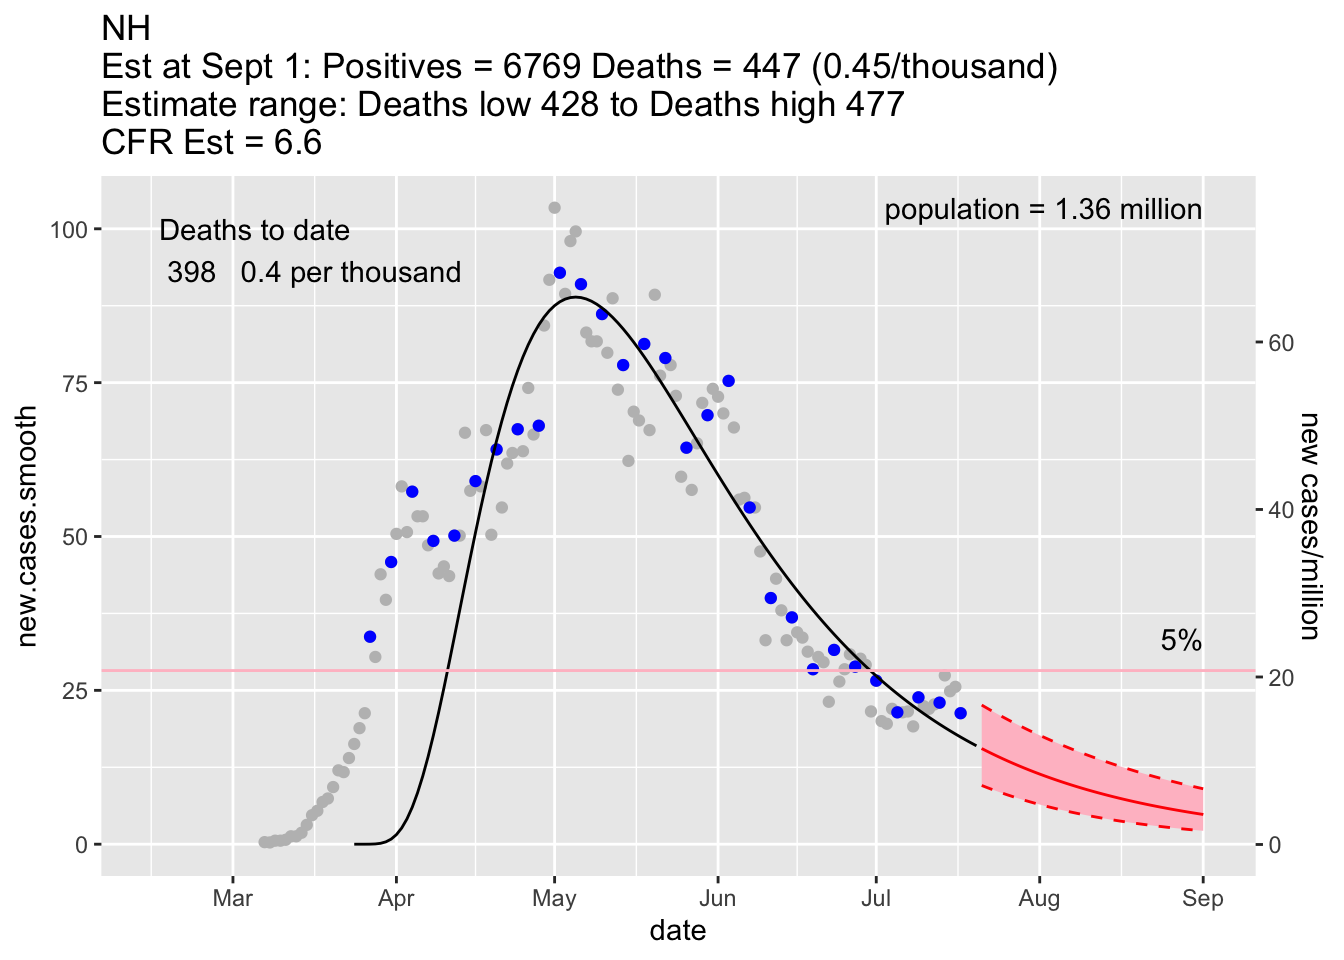 NH
Est at Sept 1: Positives = 6769 Deaths = 447 (0.45/thousand)
Estimate range: Deaths low 428 to Deaths high 477
CFR Est = 6.6
population = 1.36 million
Deaths to date
398 0.4 per thousand
100
75
50
25
0
new.cases.smooth
60
40
20
0
new cases/million
5%
Mar Apr May Jun Jul Aug Sep
date